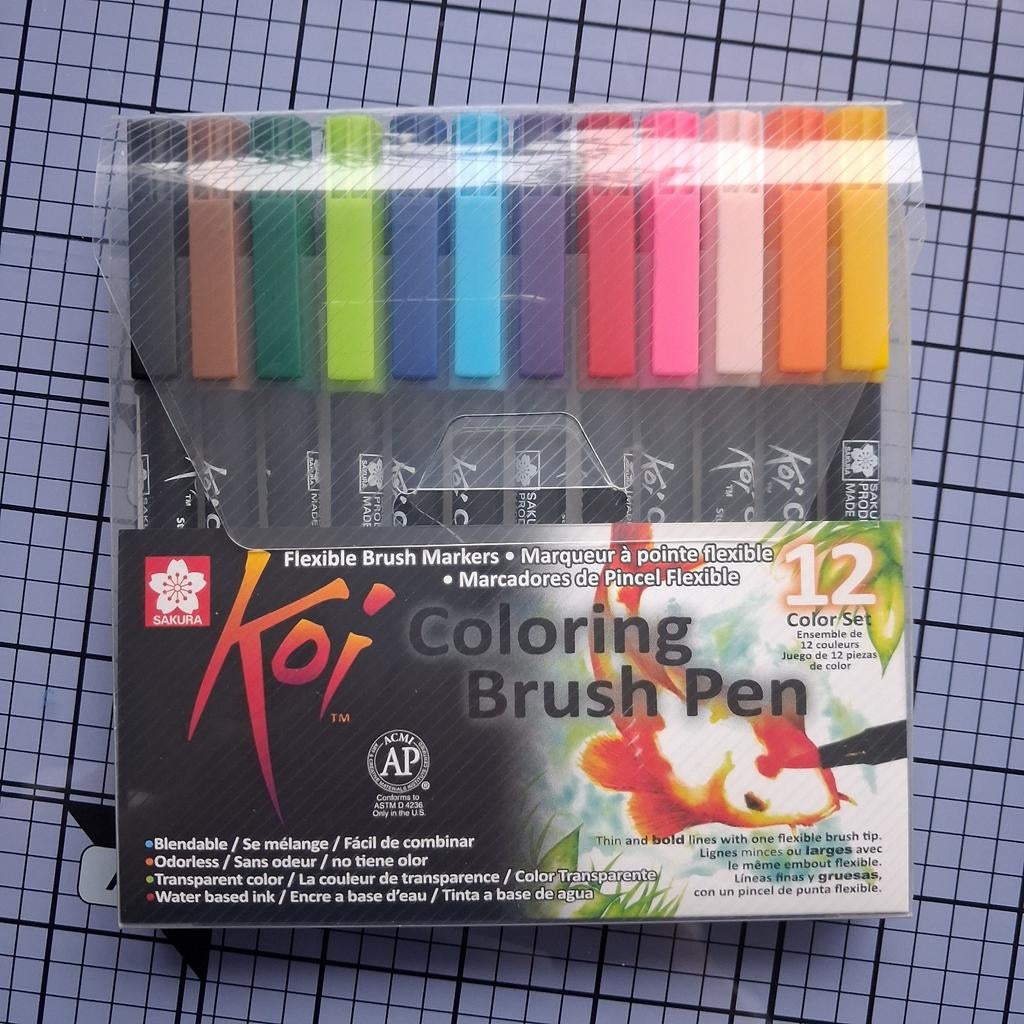 Flexible Brush Markers • Marqueur à pointe flexible
• Marcadores de Pincel Flexible
SAKURA
Koi
TM
Coloring
Brush Pen
12
Color Set
Ensemble de
12 couleurs
Juego de 12 piezas
de color
ACMI
AP
®
Conforms to
ASTM D 4236
Only in the U.S.
•Blendable / Se mélange / Fácil de combinar
•Odorless / Sans odeur / no tiene olor
•Transparent color / La couleur de transparence / Color Transparente
•Water based ink / Encre a base d'eau / Tinta a base de agua
Thin and bold lines with one flexible brush tip.
Lignes minces ou larges avec
le même embout flexible.
Líneas finas y gruesas,
con un pincel de punta flexible.